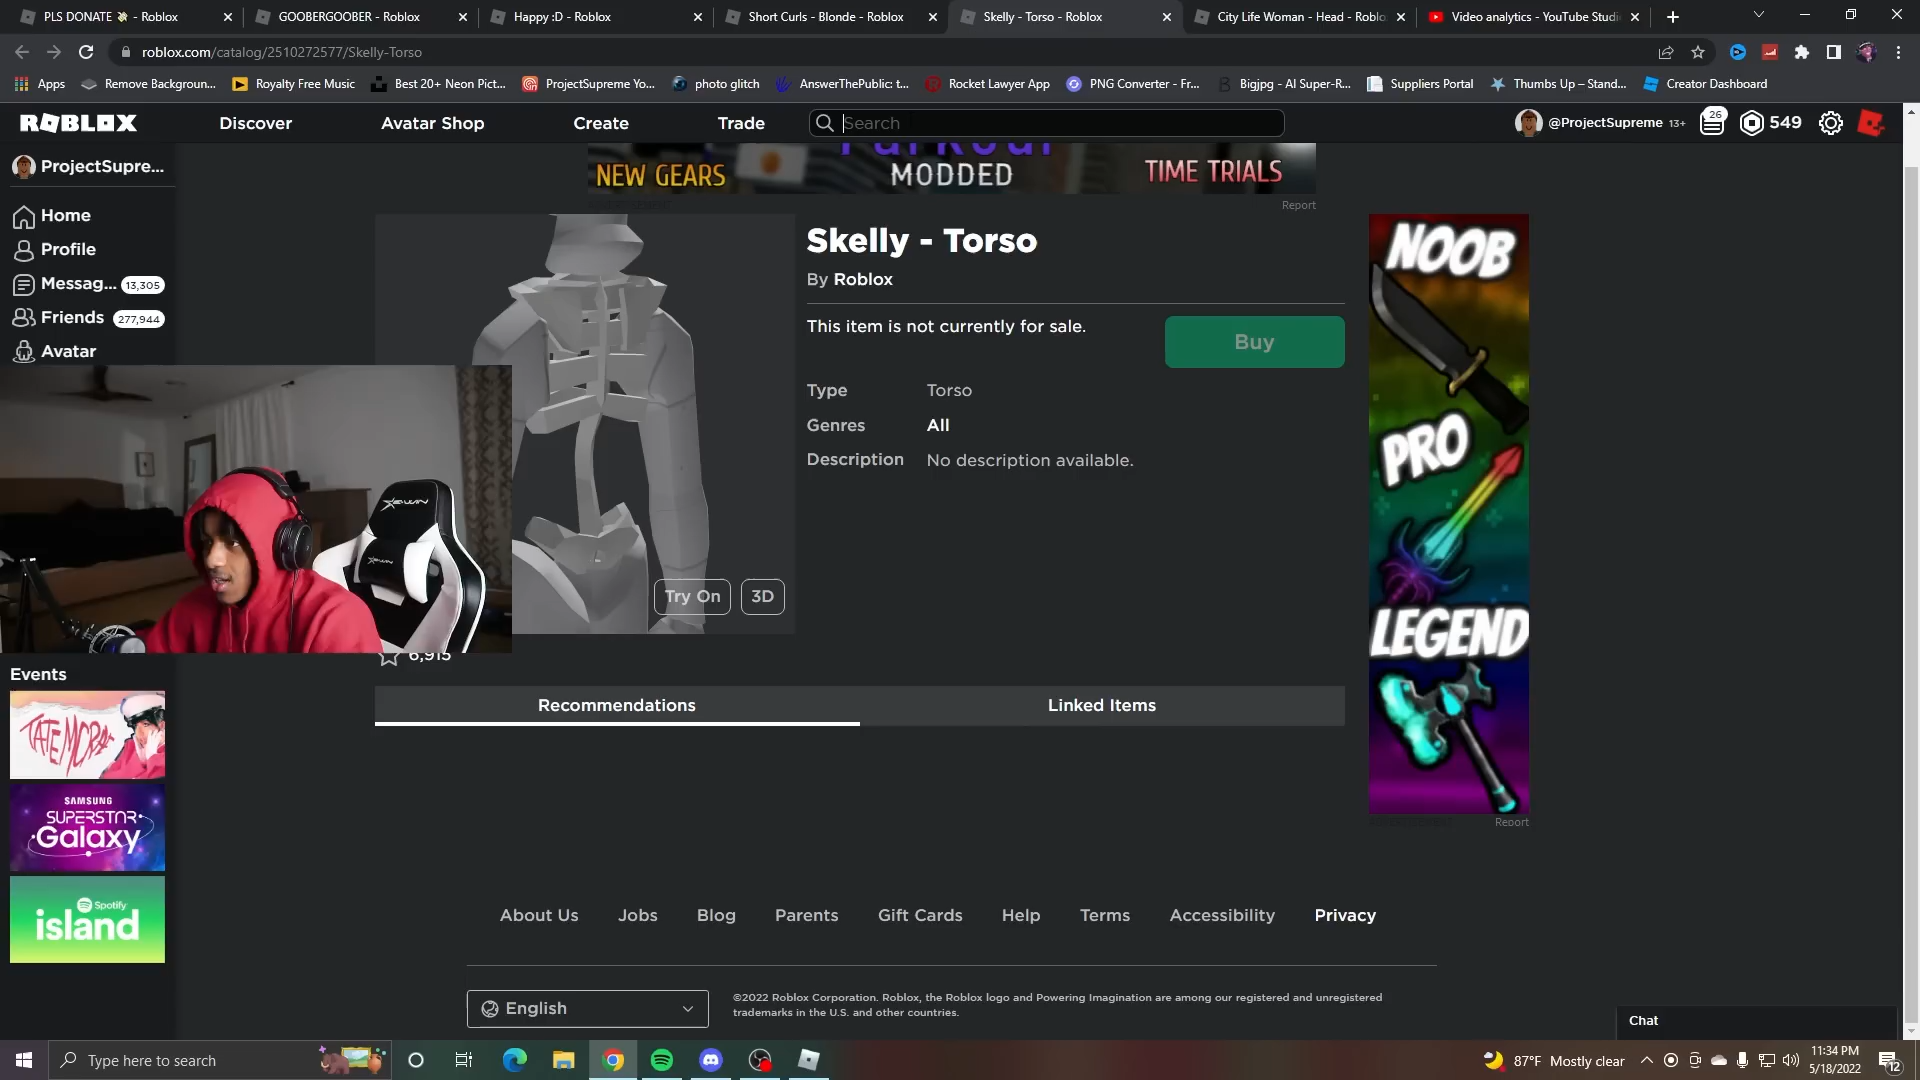 PLS DONATE 💸 - Roblox
GOOBERGOOBER - Roblox
Happy :D - Roblox
Short Curls - Blonde - Roblox
Skelly - Torso - Roblox
City Life Woman - Head - Roblo
Video analytics - YouTube Studi
roblox.com/catalog/2510272577/Skelly-Torso
Apps
Remove Backgroun...
Royalty Free Music
Best 20+ Neon Pict...
ProjectSupreme Yo...
photo glitch
AnswerThePublic: t...
Rocket Lawyer App
PNG Converter - Fr...
Bigjpg - AI Super-R...
Suppliers Portal
Thumbs Up – Stand...
Creator Dashboard
ROBLOX
Discover
Avatar Shop
Create
Trade
Search
@ProjectSupreme 13+
26
549
ProjectSupre...
Home
Profile
Messag... 13,305
Friends 277,944
Avatar
NEW GEARS
Parkour
MODDED
TIME TRIALS
Report
Skelly - Torso
By Roblox
This item is not currently for sale.
Buy
Type Torso
Genres All
Description No description available.
Try On
3D
6,915
NOOB
PRO
LEGEND
Report
EWIN
EWIN
Recommendations
Linked Items
Events
TATE MCRAE
SAMSUNG
SUPERSTAR
Galaxy
Spotify
island
About Us
Jobs
Blog
Parents
Gift Cards
Help
Terms
Accessibility
Privacy
English
©2022 Roblox Corporation. Roblox, the Roblox logo and Powering Imagination are among our registered and unregistered
trademarks in the U.S. and other countries.
Chat
Type here to search
87°F Mostly clear
11:34 PM
5/18/2022
12